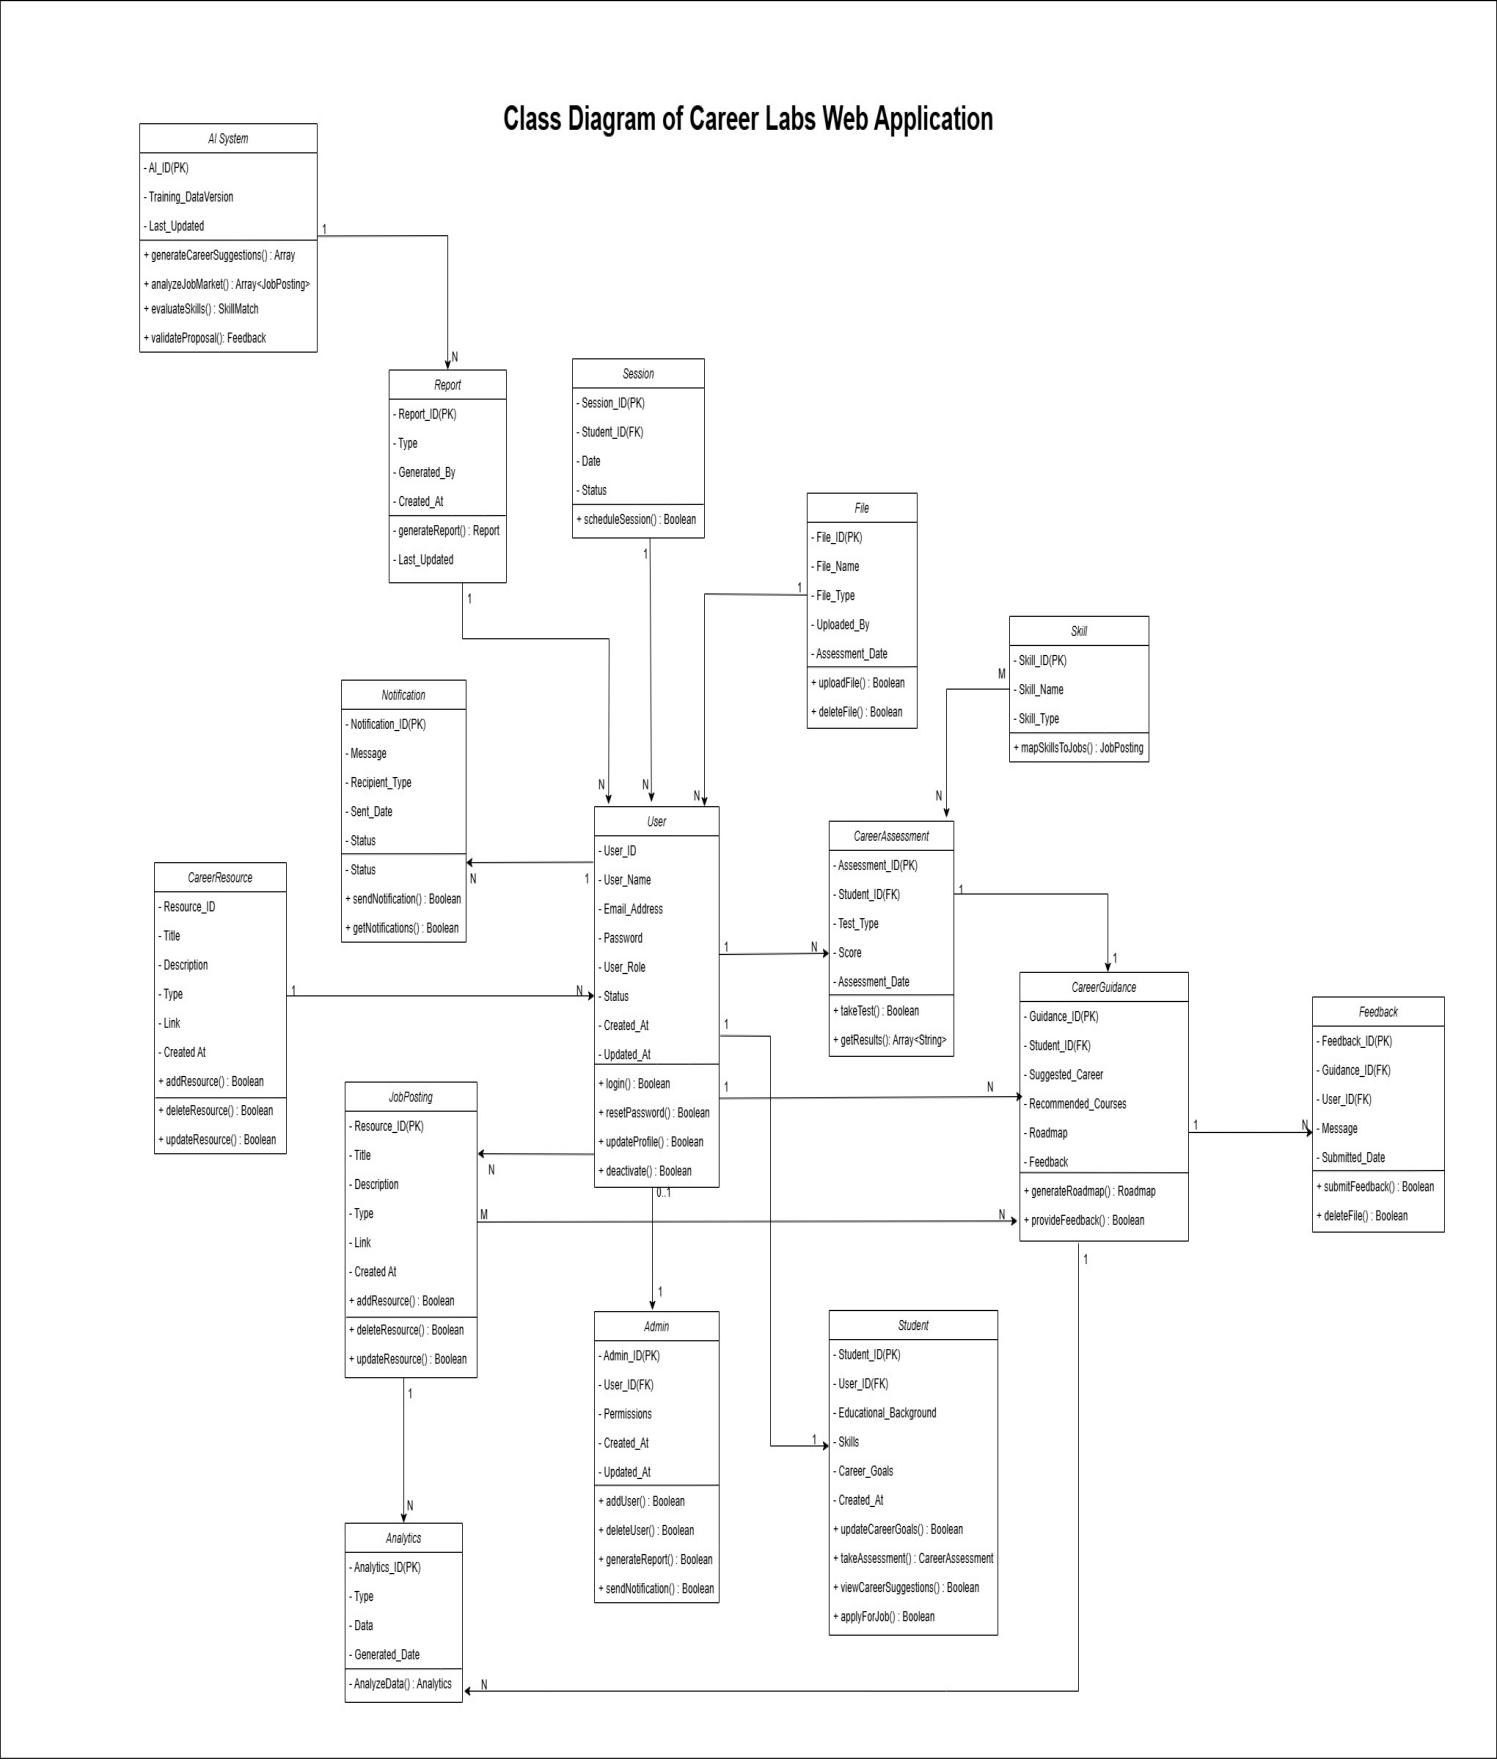 Class Diagram of Career Labs Web Application
AI System
- AI_ID(PK)
- Training_DataVersion
- Last_Updated
+ generateCareerSuggestions() : Array
+ analyzeJobMarket() : Array<JobPosting>
+ evaluateSkills() : SkillMatch
+ validateProposal(): Feedback
1
N
Report
- Report_ID(PK)
- Type
- Generated_By
- Created_At
- generateReport() : Report
- Last_Updated
1
N
Session
- Session_ID(PK)
- Student_ID(FK)
- Date
- Status
+ scheduleSession() : Boolean
1
N
File
- File_ID(PK)
- File_Name
- File_Type
- Uploaded_By
- Assessment_Date
+ uploadFile() : Boolean
+ deleteFile() : Boolean
1
N
Skill
- Skill_ID(PK)
- Skill_Name
- Skill_Type
+ mapSkillsToJobs() : JobPosting
M
N
Notification
- Notification_ID(PK)
- Message
- Recipient_Type
- Sent_Date
- Status
- Status
+ sendNotification() : Boolean
+ getNotifications() : Boolean
N
1
User
- User_ID
- User_Name
- Email_Address
- Password
- User_Role
- Status
- Created_At
- Updated_At
+ login() : Boolean
+ resetPassword() : Boolean
+ updateProfile() : Boolean
+ deactivate() : Boolean
1
N
CareerAssessment
- Assessment_ID(PK)
- Student_ID(FK)
- Test_Type
- Score
- Assessment_Date
+ takeTest() : Boolean
+ getResults(): Array<String>
1
1
CareerResource
- Resource_ID
- Title
- Description
- Type
- Link
- Created At
+ addResource() : Boolean
+ deleteResource() : Boolean
+ updateResource() : Boolean
1
N
1
1
N
CareerGuidance
- Guidance_ID(PK)
- Student_ID(FK)
- Suggested_Career
- Recommended_Courses
- Roadmap
- Feedback
+ generateRoadmap() : Roadmap
+ provideFeedback() : Boolean
1
N
Feedback
- Feedback_ID(PK)
- Guidance_ID(FK)
- User_ID(FK)
- Message
- Submitted_Date
+ submitFeedback() : Boolean
+ deleteFile() : Boolean
JobPosting
- Resource_ID(PK)
- Title
- Description
- Type
- Link
- Created At
+ addResource() : Boolean
+ deleteResource() : Boolean
+ updateResource() : Boolean
N
M
N
0..1
1
1
Admin
- Admin_ID(PK)
- User_ID(FK)
- Permissions
- Created_At
- Updated_At
+ addUser() : Boolean
+ deleteUser() : Boolean
+ generateReport() : Boolean
+ sendNotification() : Boolean
1
Student
- Student_ID(PK)
- User_ID(FK)
- Educational_Background
- Skills
- Career_Goals
- Created_At
+ updateCareerGoals() : Boolean
+ takeAssessment() : CareerAssessment
+ viewCareerSuggestions() : Boolean
+ applyForJob() : Boolean
1
N
Analytics
- Analytics_ID(PK)
- Type
- Data
- Generated_Date
- AnalyzeData() : Analytics
N